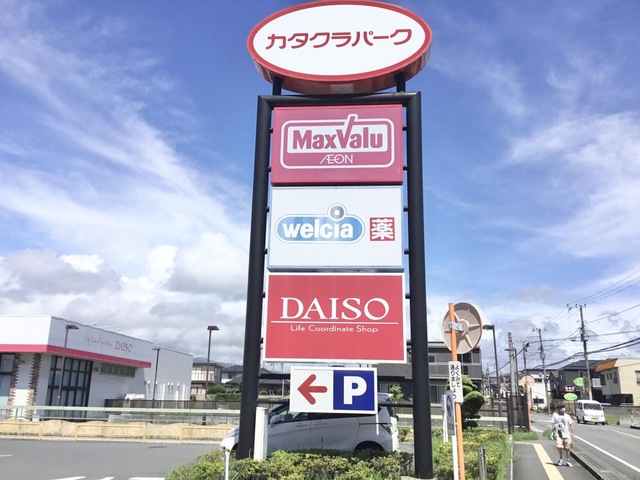 カタクラパーク
MaxValu
ÆON
welcia 薬
DAISO
Life Coordinate Shop
P
DAISO